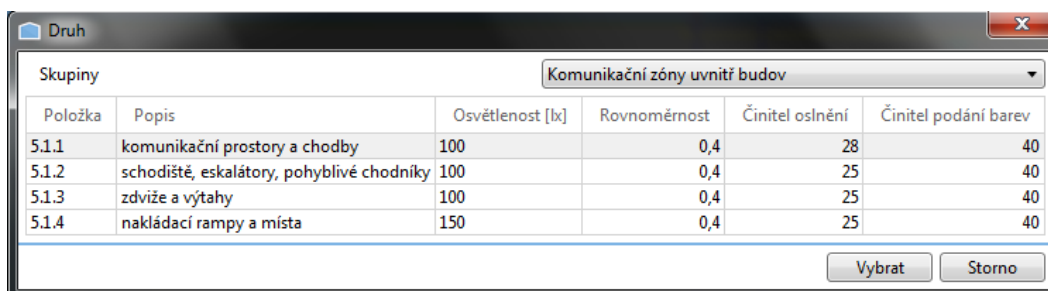 Druh
Skupiny Komunikační zóny uvnitř budov
Položka Popis Osvětlenost [lx] Rovnoměrnost Činitel oslnění Činitel podání barev
5.1.1 komunikační prostory a chodby 100 0,4 28 40
5.1.2 schodiště, eskalátory, pohyblivé chodníky 100 0,4 25 40
5.1.3 zdviže a výtahy 100 0,4 25 40
5.1.4 nakládací rampy a místa 150 0,4 25 40
Vybrat Storno